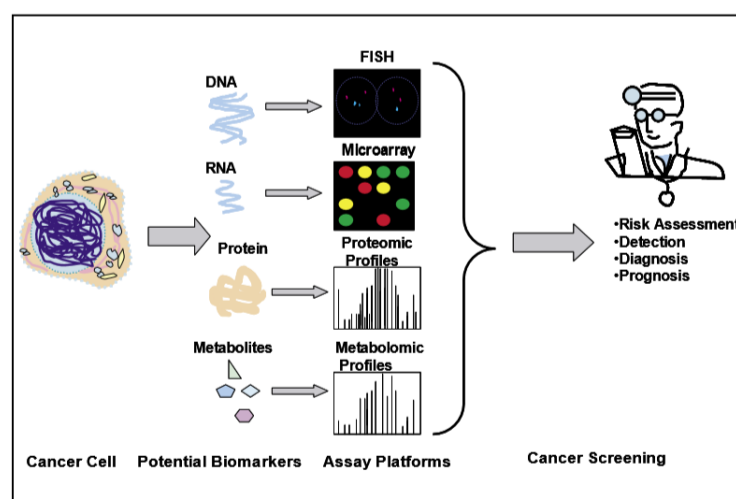 FISH
DNA
Microarray
RNA
Proteomic
Profiles
Protein
•Risk Assessment
•Detection
•Diagnosis
•Prognosis
Metabolites
Metabolomic
Profiles
Cancer Cell
Potential Biomarkers
Assay Platforms
Cancer Screening